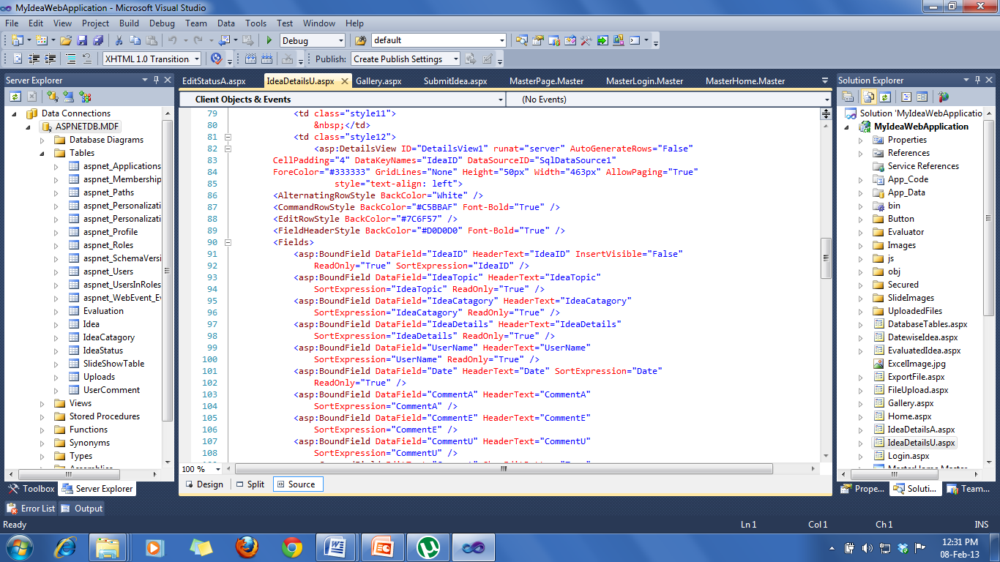 MyIdeaWebApplication - Microsoft Visual Studio
File Edit View Project Build Debug Team Data Tools Test Window Help
Debug default
XHTML 1.0 Transition Publish: Create Publish Settings
Server Explorer
Data Connections
ASPNETDB.MDF
Database Diagrams
Tables
aspnet_Applications
aspnet_Membership
aspnet_Paths
aspnet_Personalizati
aspnet_Personalizati
aspnet_Profile
aspnet_Roles
aspnet_SchemaVersi
aspnet_Users
aspnet_UsersInRoles
aspnet_WebEvent_Ev
Evaluation
Idea
IdeaCatagory
IdeaStatus
SlideShowTable
Uploads
UserComment
Views
Stored Procedures
Functions
Synonyms
Types
Assemblies
Toolbox Server Explorer
EditStatusA.aspx IdeaDetailsU.aspx Gallery.aspx SubmitIdea.aspx MasterPage.Master MasterLogin.Master MasterHome.Master
Client Objects & Events (No Events)
79 <td class="style11">
80 &nbsp;</td>
81 <td class="style12">
82 <asp:DetailsView ID="DetailsView1" runat="server" AutoGenerateRows="False"
83 CellPadding="4" DataKeyNames="IdeaID" DataSourceID="SqlDataSource1"
84 ForeColor="#333333" GridLines="None" Height="50px" Width="463px" AllowPaging="True"
85 style="text-align: left">
86 <AlternatingRowStyle BackColor="White" />
87 <CommandRowStyle BackColor="#C5BBAF" Font-Bold="True" />
88 <EditRowStyle BackColor="#7C6F57" />
89 <FieldHeaderStyle BackColor="#D0D0D0" Font-Bold="True" />
90 <Fields>
91 <asp:BoundField DataField="IdeaID" HeaderText="IdeaID" InsertVisible="False"
92 ReadOnly="True" SortExpression="IdeaID" />
93 <asp:BoundField DataField="IdeaTopic" HeaderText="IdeaTopic"
94 SortExpression="IdeaTopic" ReadOnly="True" />
95 <asp:BoundField DataField="IdeaCatagory" HeaderText="IdeaCatagory"
96 SortExpression="IdeaCatagory" ReadOnly="True" />
97 <asp:BoundField DataField="IdeaDetails" HeaderText="IdeaDetails"
98 SortExpression="IdeaDetails" ReadOnly="True" />
99 <asp:BoundField DataField="UserName" HeaderText="UserName"
100 SortExpression="UserName" ReadOnly="True" />
101 <asp:BoundField DataField="Date" HeaderText="Date" SortExpression="Date"
102 ReadOnly="True" />
103 <asp:BoundField DataField="CommentA" HeaderText="CommentA"
104 SortExpression="CommentA" />
105 <asp:BoundField DataField="CommentE" HeaderText="CommentE"
106 SortExpression="CommentE" />
107 <asp:BoundField DataField="CommentU" HeaderText="CommentU"
108 SortExpression="CommentU" />
100 %
Design Split Source
Solution Explorer
Solution 'MyIdeaWebApplicatio
MyIdeaWebApplication
Properties
References
Service References
App_Code
App_Data
bin
Button
Evaluator
Images
js
obj
Secured
SlideImages
UploadedFiles
DatabaseTables.aspx
DatewiseIdea.aspx
EvaluatedIdea.aspx
ExcelImage.jpg
ExportFile.aspx
FileUpload.aspx
Gallery.aspx
Home.aspx
IdeaDetailsA.aspx
IdeaDetailsU.aspx
Login.aspx
MasterHome.Master
Prope... Soluti... Team...
Error List Output
Ready Ln 1 Col 1 Ch 1 INS
12:31 PM
08-Feb-13